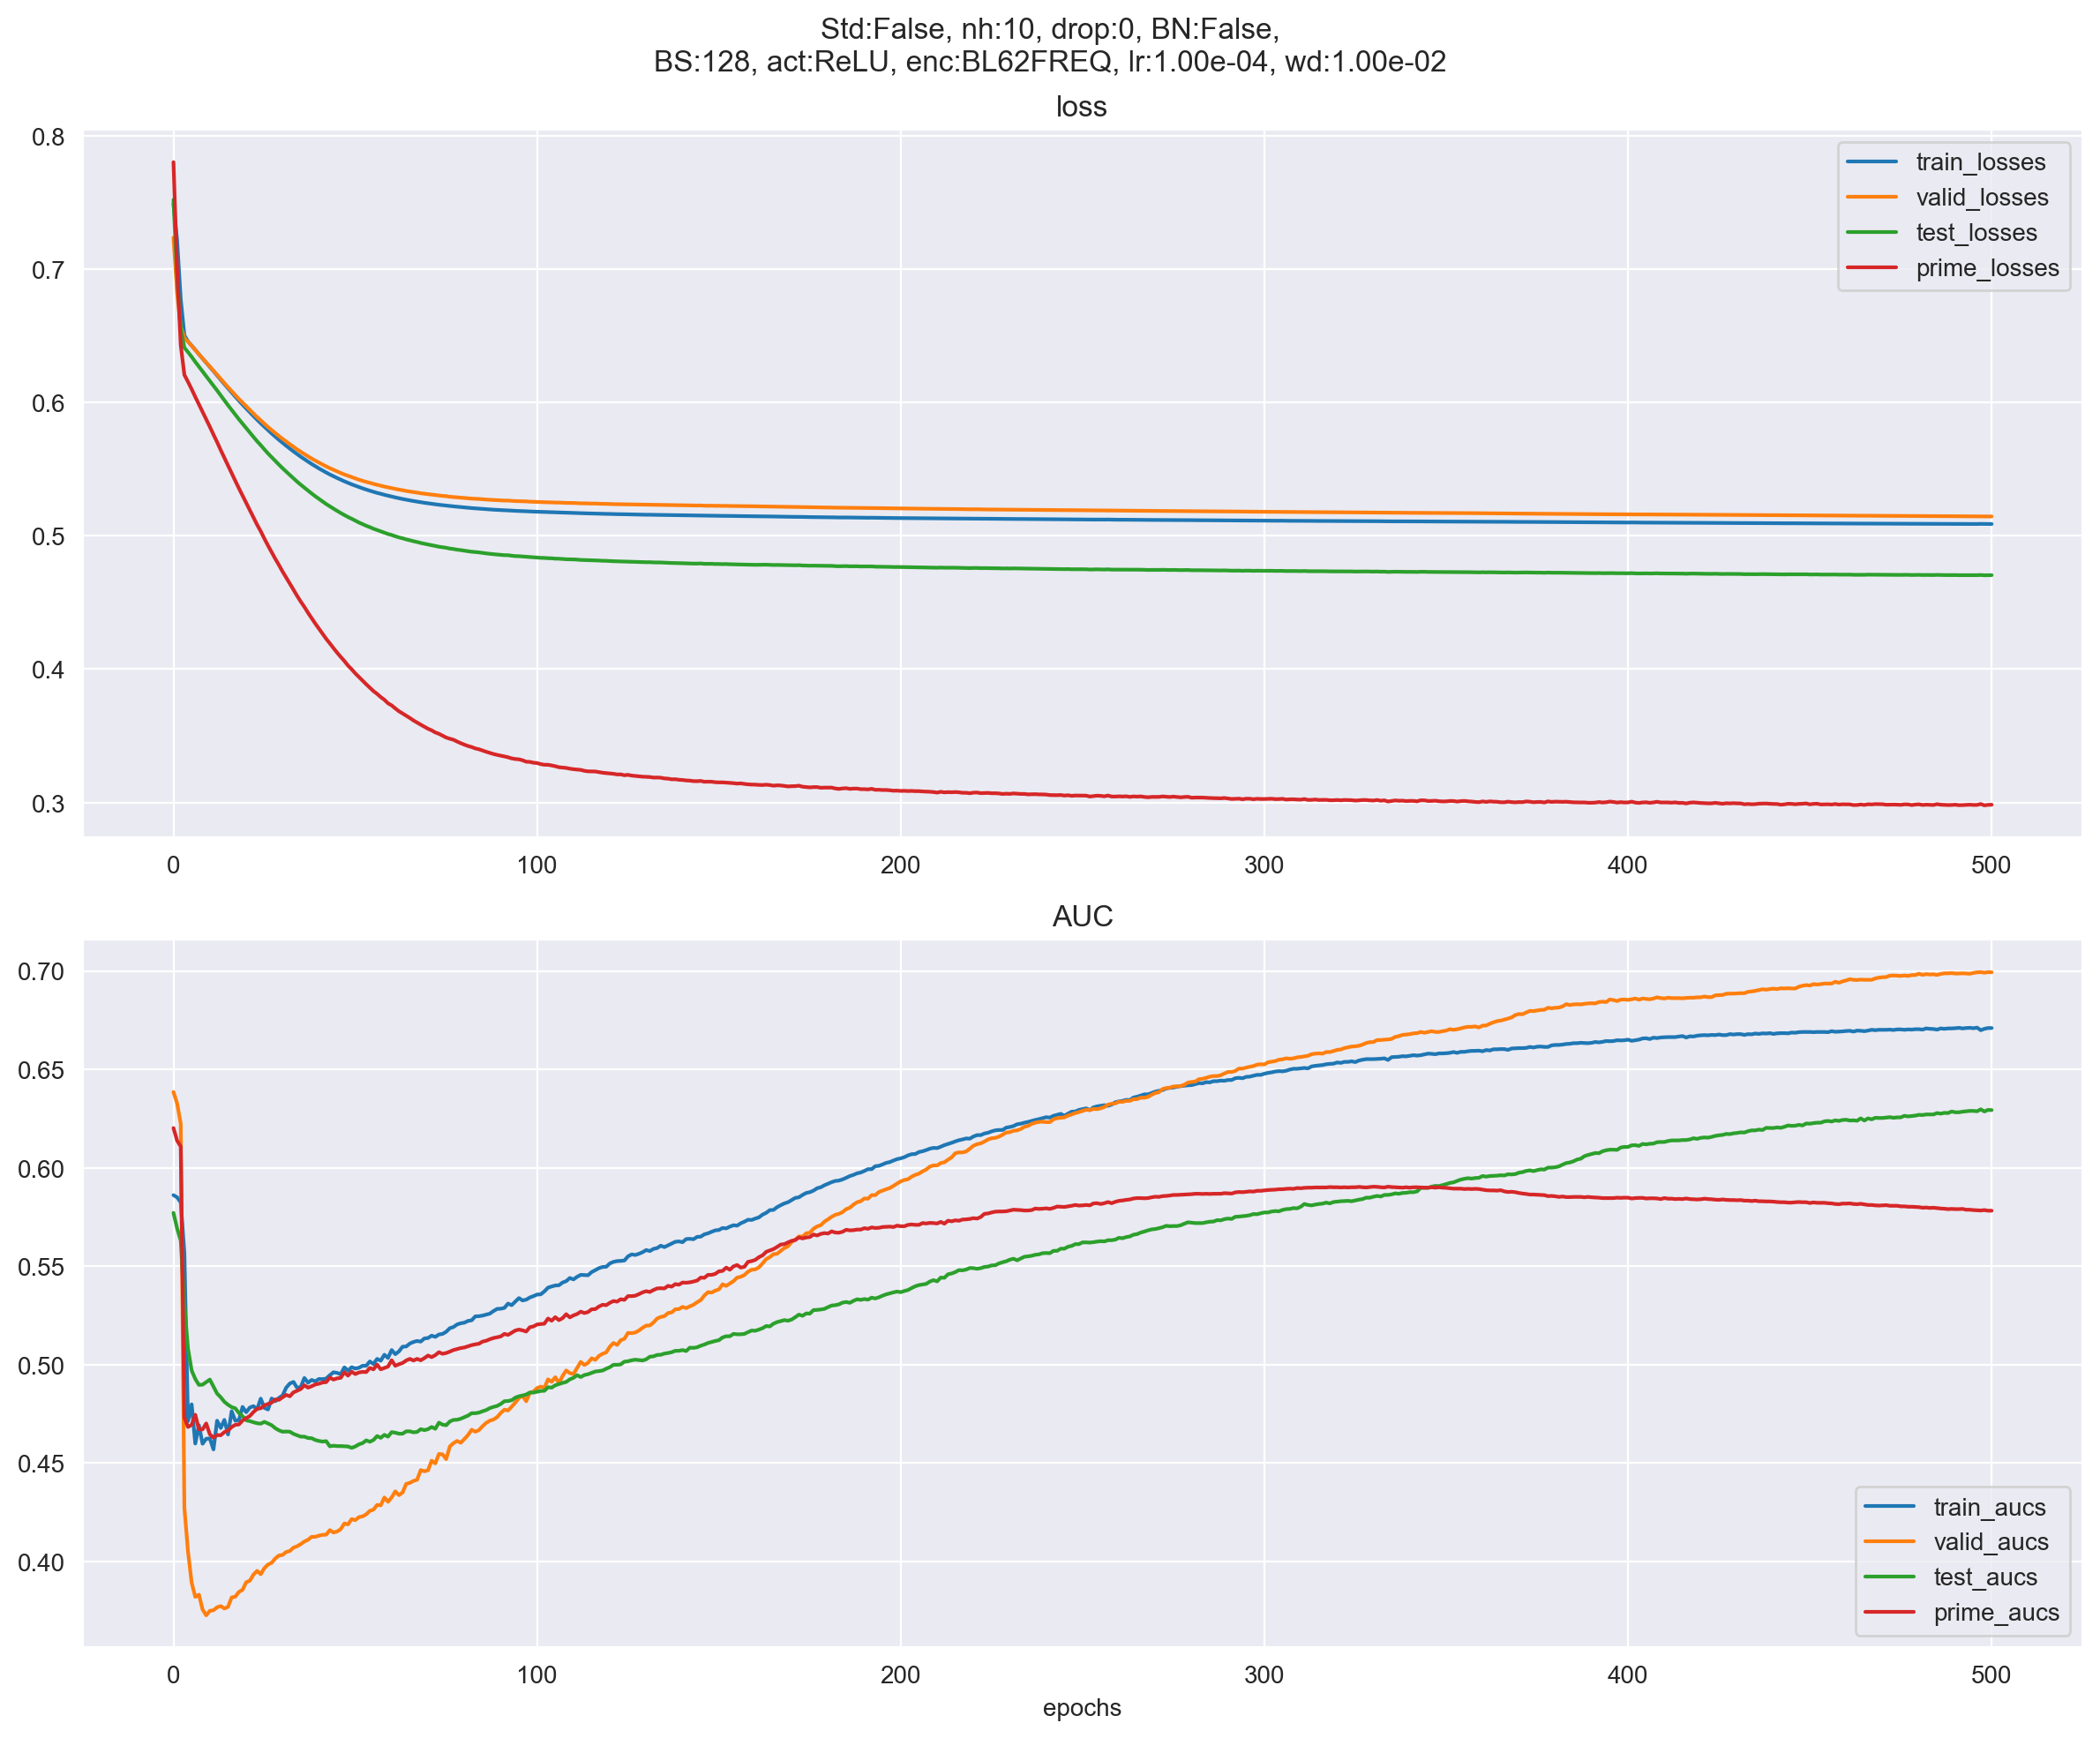 Std:False, nh:10, drop:0, BN:False,
BS:128, act:ReLU, enc:BL62FREQ, lr:1.00e-04, wd:1.00e-02
loss
0.8
0.7
0.6
0.5
0.4
0.3
train_losses
valid_losses
test_losses
prime_losses
0 100 200 300 400 500
AUC
0.70
0.65
0.60
0.55
0.50
0.45
0.40
train_aucs
valid_aucs
test_aucs
prime_aucs
0 100 200 300 400 500
epochs